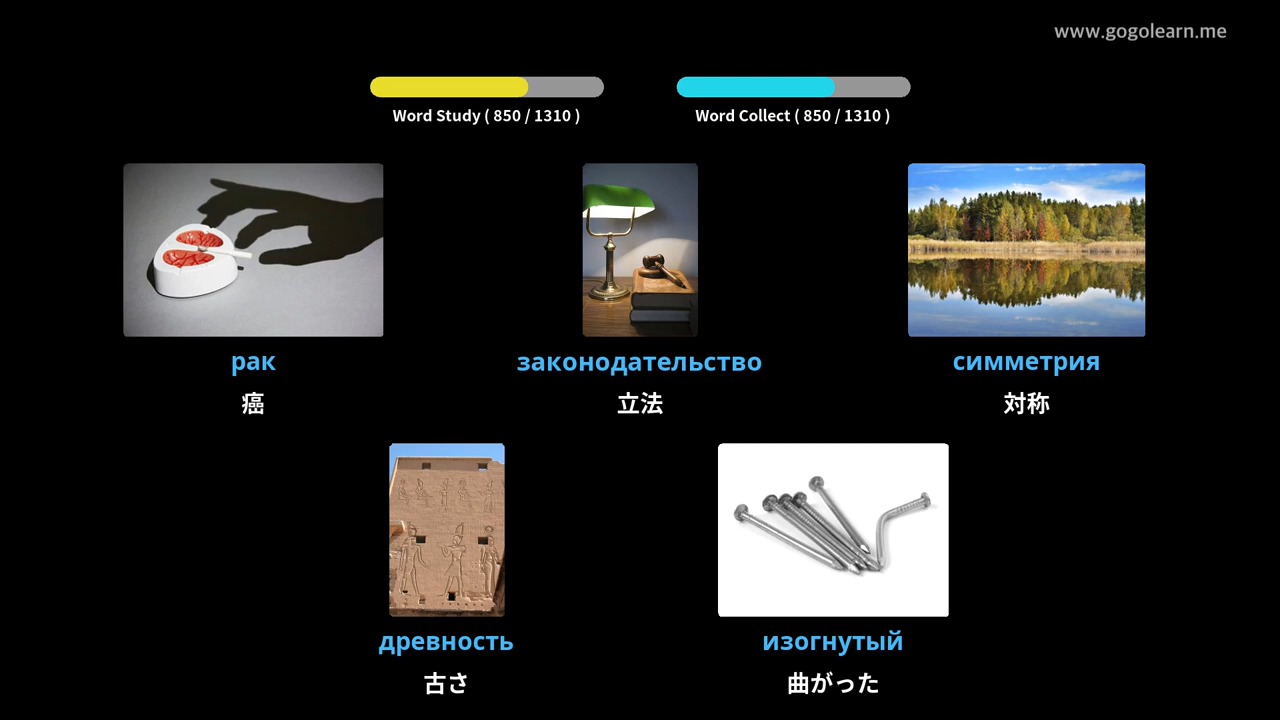 www.gogolearn.me
Word Study ( 850 / 1310 )
Word Collect ( 850 / 1310 )
рак
законодательство
симметрия
癌
立法
対称
древность
изогнутый
古さ
曲がった